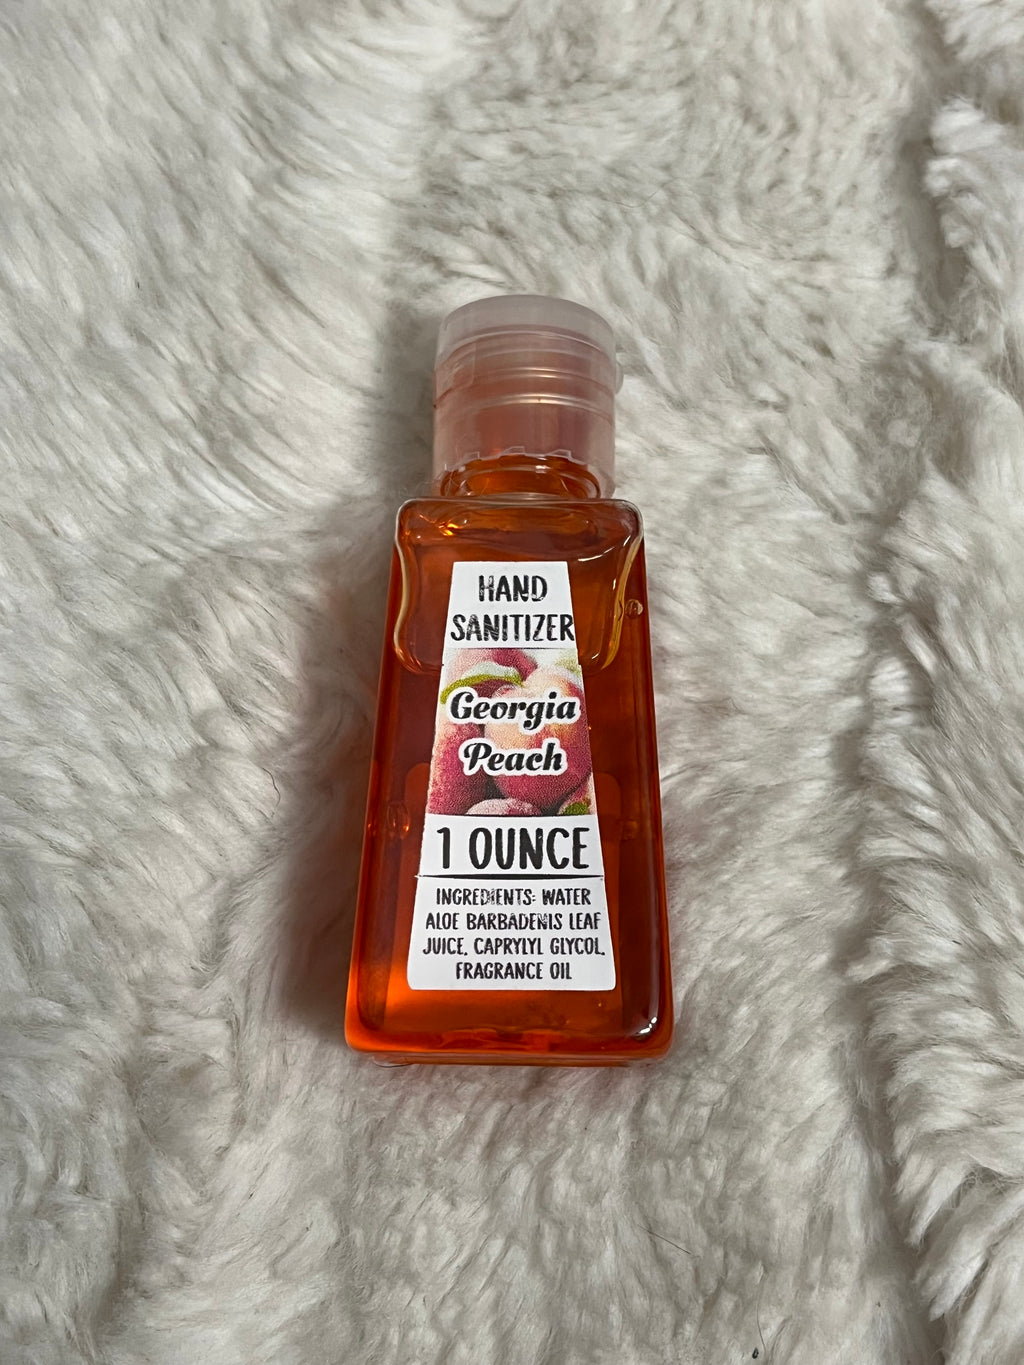 HAND
SANITIZER
Georgia
Peach
1 OUNCE
INGREDIENTS: WATER
ALOE BARBADENIS LEAF
JUICE, CAPRYLYL GLYCOL,
FRAGRANCE OIL